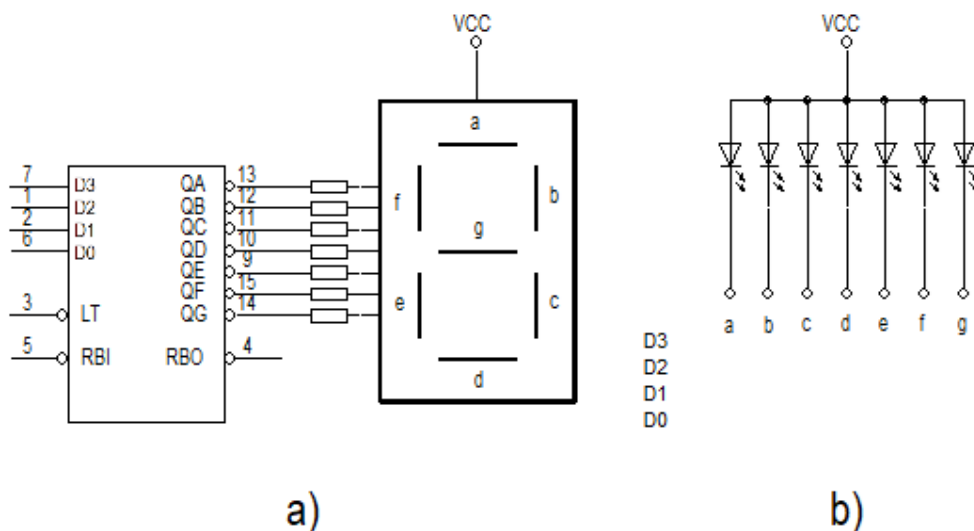 VCC
a
f
b
g
e
c
d
7
D3
QA
13
1
D2
QB
12
2
D1
QC
11
6
D0
QD
10
QE
9
QF
15
3
LT
QG
14
5
RBI
RBO
4
VCC
a b c d e f g
D3
D2
D1
D0
a)
b)